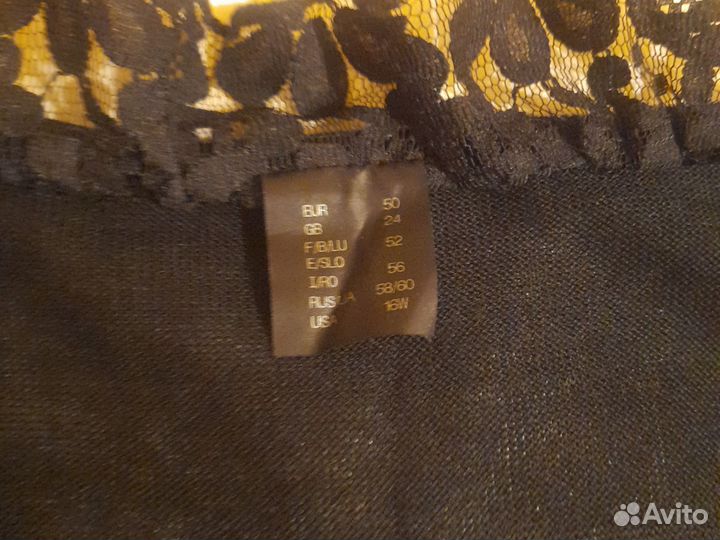 EUR 50
GB 24
F/B/LU 52
E/SLO
I/RO 56
RUS/UA 58/60
USA 16W
Avito